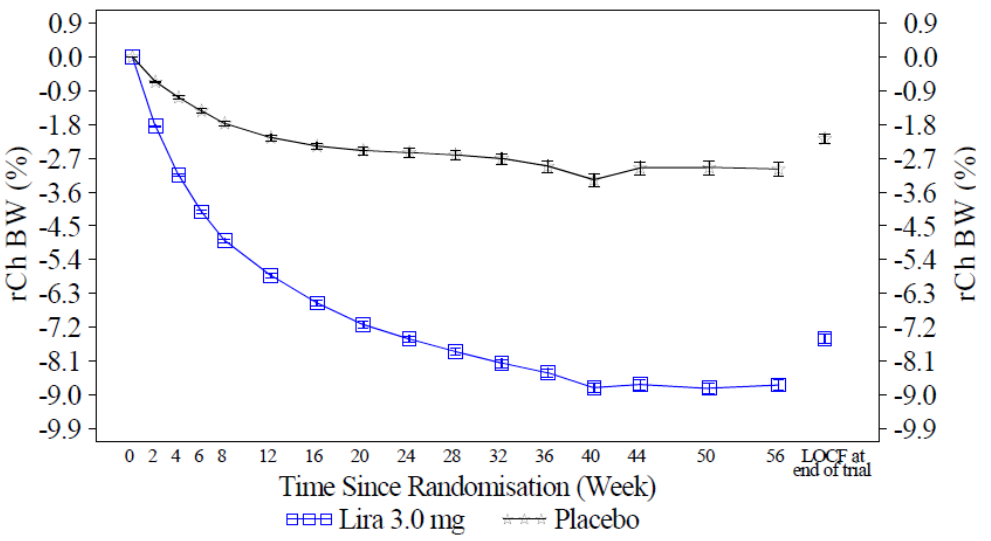 0.9 0.9
0.0 0.0
-0.9 -0.9
-1.8 -1.8
-2.7 -2.7
-3.6 -3.6
-4.5 -4.5
-5.4 -5.4
-6.3 -6.3
-7.2 -7.2
-8.1 -8.1
-9.0 -9.0
-9.9 -9.9
rCh BW (%)
rCh BW (%)
0 2 4 6 8 12 16 20 24 28 32 36 40 44 50 56 LOCF at
end of trial
Time Since Randomisation (Week)
Lira 3.0 mg Placebo